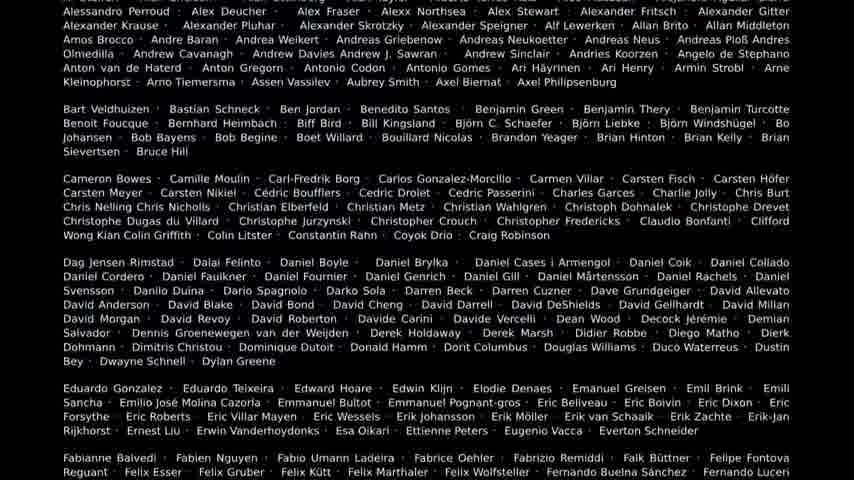 Alessandro Perroud · Alex Deucher · Alex Fraser · Alexx Northsea · Alex Stewart · Alexander Fritsch · Alexander Gitter
Alexander Krause · Alexander Pluhar · Alexander Skrotzky · Alexander Speigner · Alf Lewerken · Allan Brito · Allan Middleton
Amos Brocco · Andre Baran · Andrea Weikert · Andreas Griebenow · Andreas Neukoetter · Andreas Neus · Andreas Ploß Andres
Olmedilla · Andrew Cavanagh · Andrew Davies Andrew J. Sawran · Andrew Sinclair · Andries Koorzen · Angelo de Stephano
Anton van de Haterd · Anton Gregorn · Antonio Codon · Antonio Gomes · Ari Häyrinen · Ari Henry · Armin Strobl · Arne
Kleinophorst · Arno Tiemersma · Assen Vassilev · Aubrey Smith · Axel Biernat · Axel Philipsenburg
Bart Veldhuizen · Bastian Schneck · Ben Jordan · Benedito Santos · Benjamin Green · Benjamin Thery · Benjamin Turcotte
Benoit Foucque · Bernhard Heimbach · Biff Bird · Bill Kingsland · Björn C. Schaefer · Björn Liebke · Björn Windshügel · Bo
Johansen · Bob Bayens · Bob Begine · Boet Willard · Bouillard Nicolas · Brandon Yeager · Brian Hinton · Brian Kelly · Brian
Sievertsen · Bruce Hill
Cameron Bowes · Camille Moulin · Carl-Fredrik Borg · Carlos Gonzalez-Morcillo · Carmen Villar · Carsten Fisch · Carsten Höfer
Carsten Meyer · Carsten Nikiel · Cédric Boufflers · Cedric Drolet · Cedric Passerini · Charles Garces · Charlie Jolly · Chris Burt
Chris Nelling Chris Nicholls · Christian Elberfeld · Christian Metz · Christian Wahlgren · Christoph Dohnalek · Christophe Drevet
Christophe Dugas du Villard · Christophe Jurzynski · Christopher Crouch · Christopher Fredericks · Claudio Bonfanti · Clifford
Wong Kian Colin Griffith · Colin Litster · Constantin Rahn · Coyok Drio · Craig Robinson
Dag Jensen Rimstad · Dalai Felinto · Daniel Boyle · Daniel Brylka · Daniel Cases i Armengol · Daniel Coik · Daniel Collado
Daniel Cordero · Daniel Faulkner · Daniel Fournier · Daniel Genrich · Daniel Gill · Daniel Mårtensson · Daniel Rachels · Daniel
Svensson · Danilo Duina · Dario Spagnolo · Darko Sola · Darren Beck · Darren Cuzner · Dave Grundgeiger · David Allevato
David Anderson · David Blake · David Bond · David Cheng · David Darrell · David DeShields · David Gellhardt · David Milian
David Morgan · David Revoy · David Roberton · Davide Carini · Davide Vercelli · Dean Wood · Decock Jérémie · Demian
Salvador · Dennis Groenewegen van der Weijden · Derek Holdaway · Derek Marsh · Didier Robbe · Diego Matho · Dierk
Dohmann · Dimitris Christou · Dominique Dutoit · Donald Hamm · Dorit Columbus · Douglas Williams · Duco Waterreus · Dustin
Bey · Dwayne Schnell · Dylan Greene
Eduardo Gonzalez · Eduardo Teixeira · Edward Hoare · Edwin Klijn · Elodie Denaes · Emanuel Greisen · Emil Brink · Emili
Sancha · Emilio José Molina Cazorla · Emmanuel Bultot · Emmanuel Pognant-gros · Eric Beliveau · Eric Boivin · Eric Dixon · Eric
Forsythe · Eric Roberts · Eric Villar Mayen · Eric Wessels · Erik Johansson · Erik Möller · Erik van Schaaik · Erik Zachte · Erik-Jan
Rijkhorst · Ernest Liu · Erwin Vanderhoydonks · Esa Oikari · Ettienne Peters · Eugenio Vacca · Everton Schneider
Fabianne Balvedi · Fabien Nguyen · Fabio Umann Ladeira · Fabrice Oehler · Fabrizio Remiddi · Falk Büttner · Felipe Fontova
Reguant · Felix Esser · Felix Gruber · Felix Kütt · Felix Marthaler · Felix Wolfsteller · Fernando Buelna Sánchez · Fernando Luceri